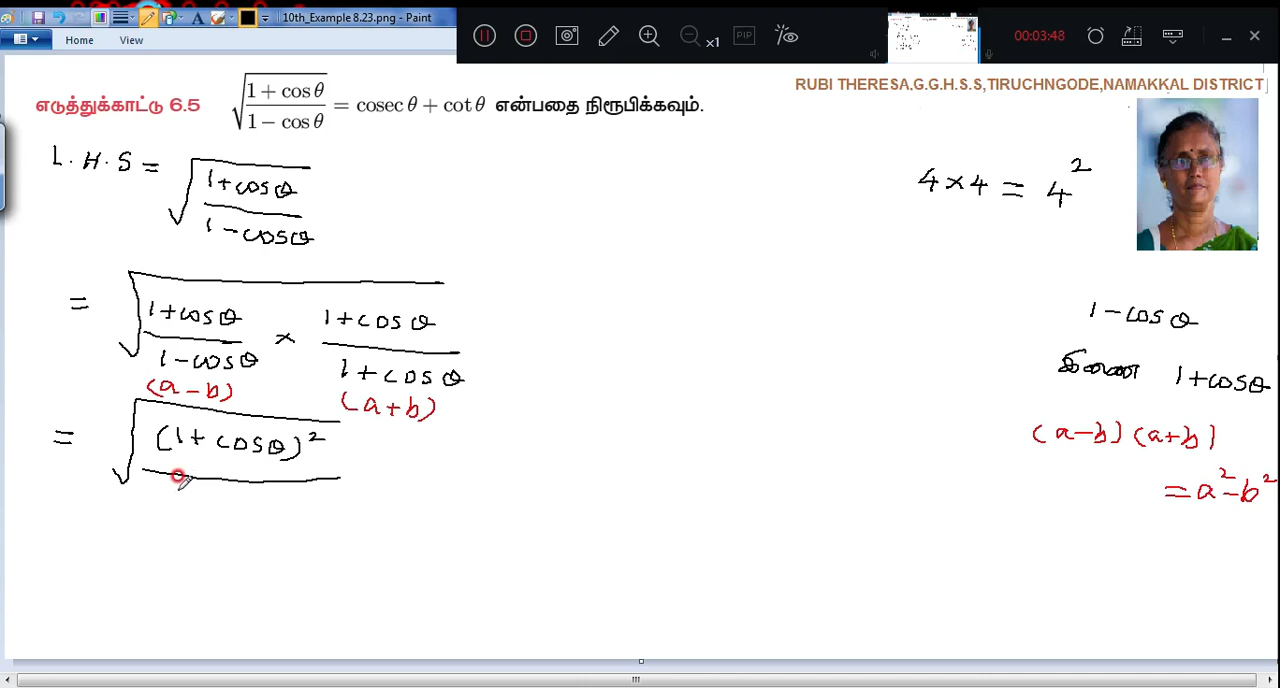 10th_Example 8.23.png - Paint
Home View
x1 PIP 00:03:48
RUBI THERESA,G.G.H.S.S,TIRUCHNGODE,NAMAKKAL DISTRICT
எடுத்துக்காட்டு 6.5 √((1 + cos θ)/(1 − cos θ)) = cosec θ + cot θ என்பதை நிரூபிக்கவும்.
L.H.S = √((1+cosθ)/(1-cosθ))
4×4 = 4²
= √((1+cosθ)/(1-cosθ) × (1+cosθ)/(1+cosθ))
(a-b) (a+b)
= √((1+cosθ)²
1-cosθ
1+cosθ
(a-b)(a+b)
= a²-b²